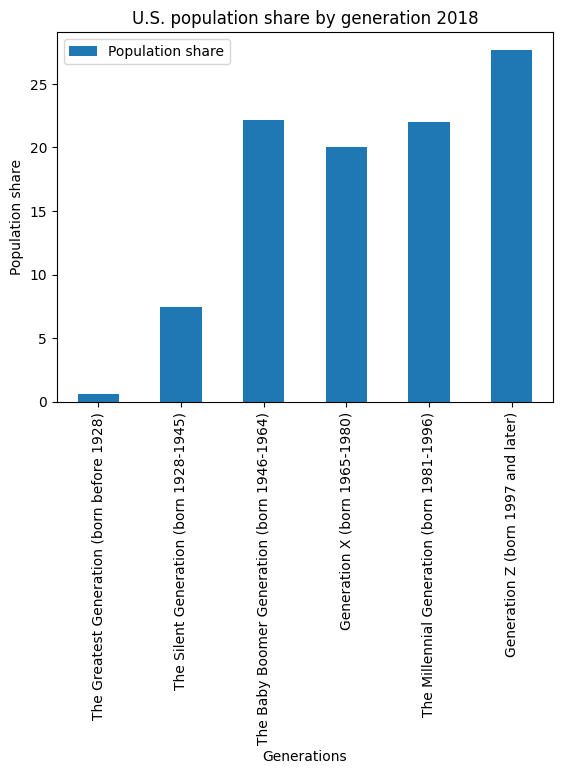 U.S. population share by generation 2018
Population share
Population share
25
20
15
10
5
0
The Greatest Generation (born before 1928)
The Silent Generation (born 1928-1945)
The Baby Boomer Generation (born 1946-1964)
Generation X (born 1965-1980)
The Millennial Generation (born 1981-1996)
Generation Z (born 1997 and later)
Generations